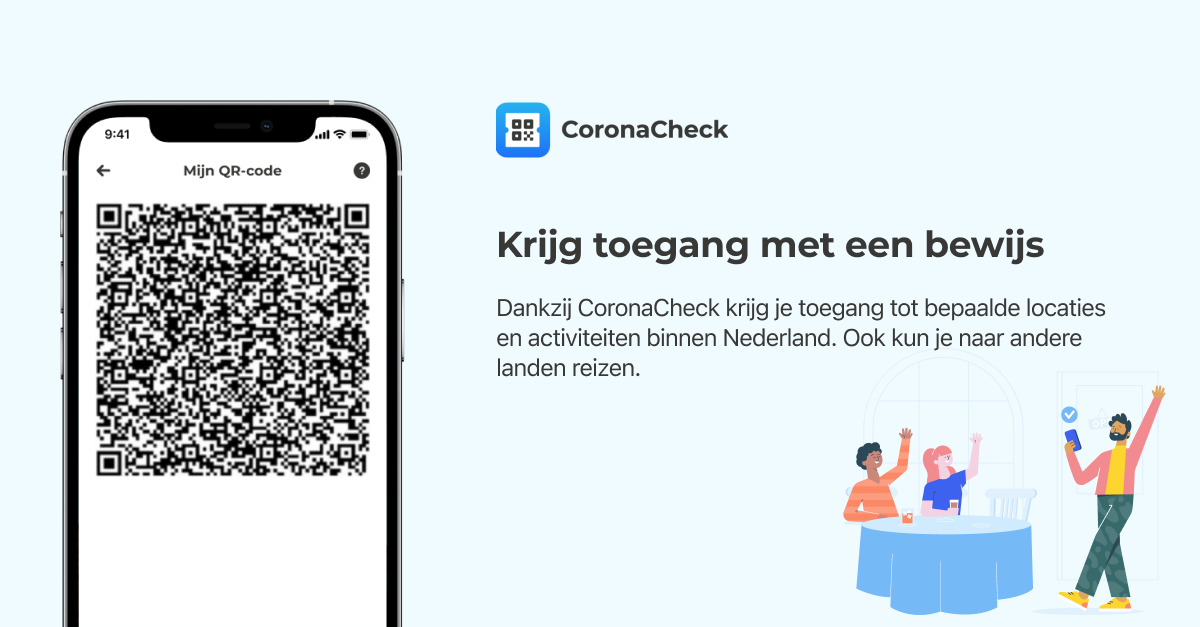 9:41
Mijn QR-code
?
CoronaCheck
Krijg toegang met een bewijs
Dankzij CoronaCheck krijg je toegang tot bepaalde locaties
en activiteiten binnen Nederland. Ook kun je naar andere
landen reizen.